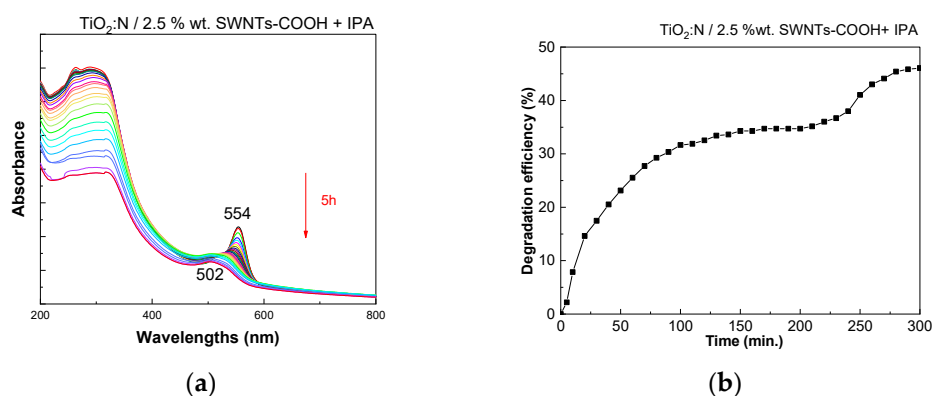 TiO₂:N / 2.5 % wt. SWNTs-COOH + IPA
Absorbance
554
502
5h
200 400 600 800
Wavelengths (nm)
(a)
TiO₂:N / 2.5 %wt. SWNTs-COOH+ IPA
Degradation efficiency (%)
50
40
30
20
10
0
0 50 100 150 200 250 300
Time (min.)
(b)